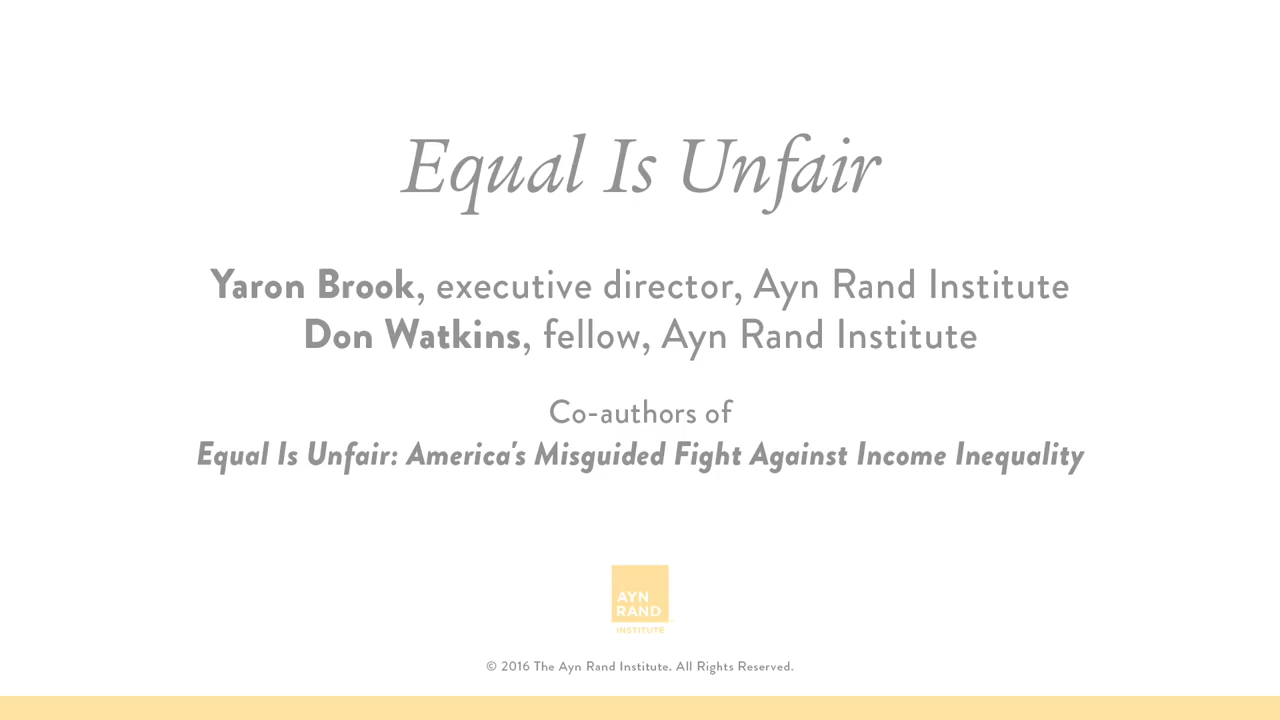 Equal Is Unfair
Yaron Brook, executive director, Ayn Rand Institute
Don Watkins, fellow, Ayn Rand Institute
Co-authors of
Equal Is Unfair: America's Misguided Fight Against Income Inequality
AYN
RAND
INSTITUTE
© 2016 The Ayn Rand Institute. All Rights Reserved.